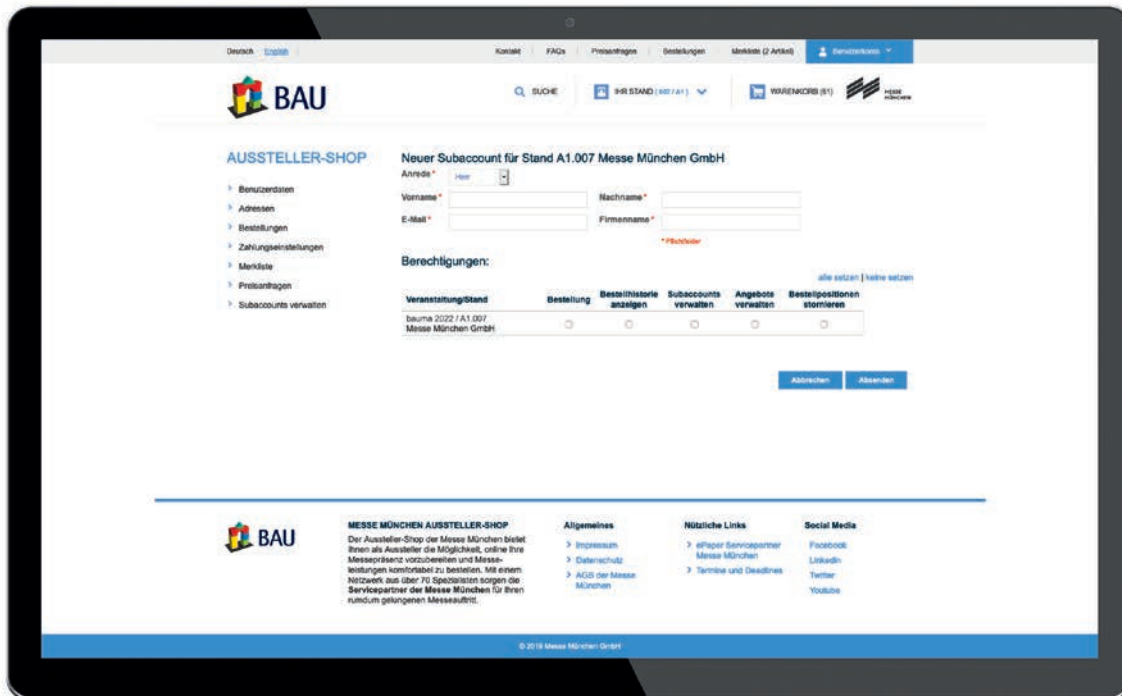 Deutsch English Kontakt FAQs Preisanfragen Bestellungen Merkliste (2 Artikel) Benutzerkonto
BAU SUCHE IHR STAND WARENKORB (61) MESSE MÜNCHEN
AUSSTELLER-SHOP
Benutzerdaten
Adressen
Bestellungen
Zahlungseinstellungen
Merkliste
Preisanfragen
Subaccounts verwalten
Neuer Subaccount für Stand A1.007 Messe München GmbH
Anrede* Herr
Vorname* Nachname*
E-Mail* Firmenname*
* Pflichtfelder
Berechtigungen:
alle setzen | keine setzen
Veranstaltung/Stand Bestellung Bestellhistorie anzeigen Subaccounts verwalten Angebote verwalten Bestellpositionen stornieren
bauma 2022 / A1.007
Messe München GmbH
Abbrechen Absenden
BAU
MESSE MÜNCHEN AUSSTELLER-SHOP
Der Aussteller-Shop der Messe München bietet
Ihnen als Aussteller die Möglichkeit, online Ihre
Messepräsenz vorzubereiten und Messe-
leistungen komfortabel zu bestellen. Mit einem
Netzwerk aus über 70 Spezialisten sorgen die
Servicepartner der Messe München für Ihren
rundum gelungenen Messeauftritt.
Allgemeines
Impressum
Datenschutz
AGB der Messe
München
Nützliche Links
ePaper Servicepartner
Messe München
Termine und Deadlines
Social Media
Facebook
LinkedIn
Twitter
Youtube
© 2019 Messe München GmbH